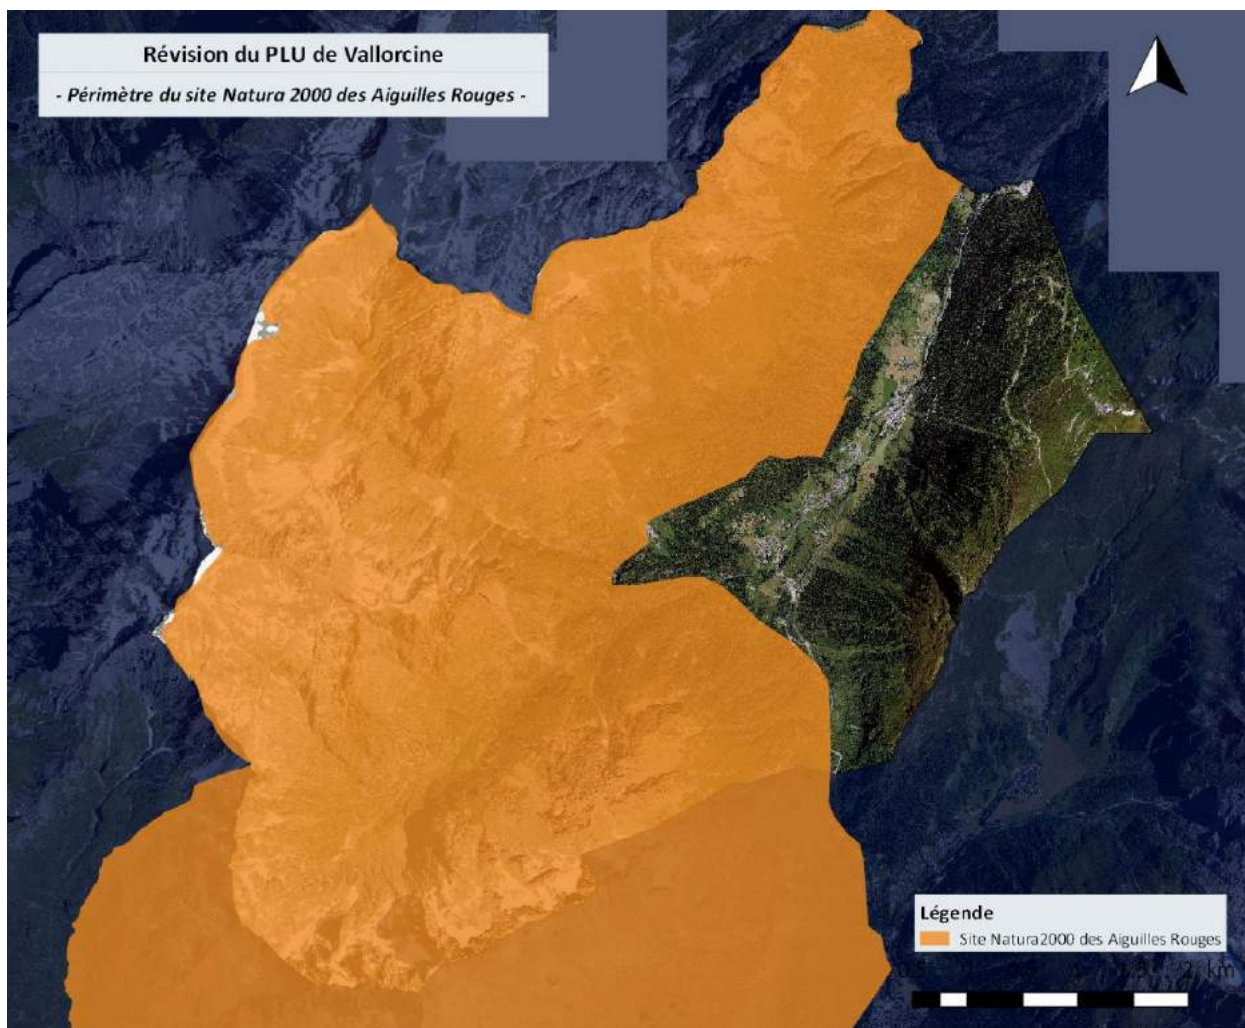 Révision du PLU de Vallorcine
- Périmètre du site Natura 2000 des Aiguilles Rouges -
Légende
Site Natura2000 des Aiguilles Rouges
2 km